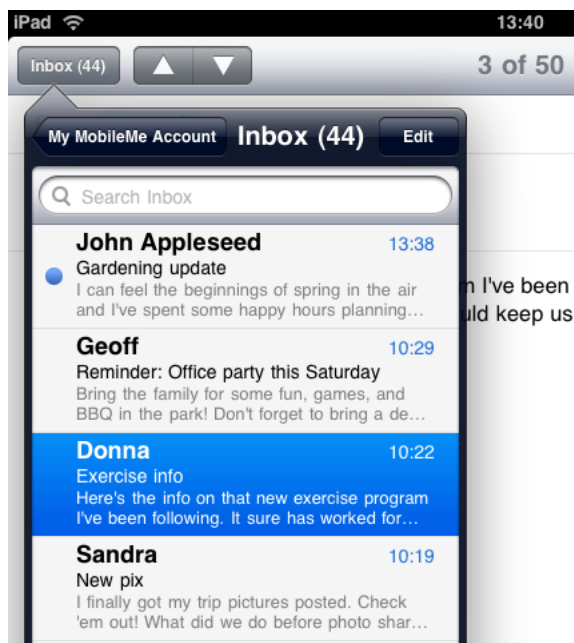 iPad 13:40
Inbox (44) 3 of 50
My MobileMe Account Inbox (44) Edit
Search Inbox
John Appleseed 13:38
Gardening update
I can feel the beginnings of spring in the air
and I've spent some happy hours planning...
Geoff 10:29
Reminder: Office party this Saturday
Bring the family for some fun, games, and
BBQ in the park! Don't forget to bring a de...
Donna 10:22
Exercise info
Here's the info on that new exercise program
I've been following. It sure has worked for...
Sandra 10:19
New pix
I finally got my trip pictures posted. Check
'em out! What did we do before photo shar...
I've been
keep us